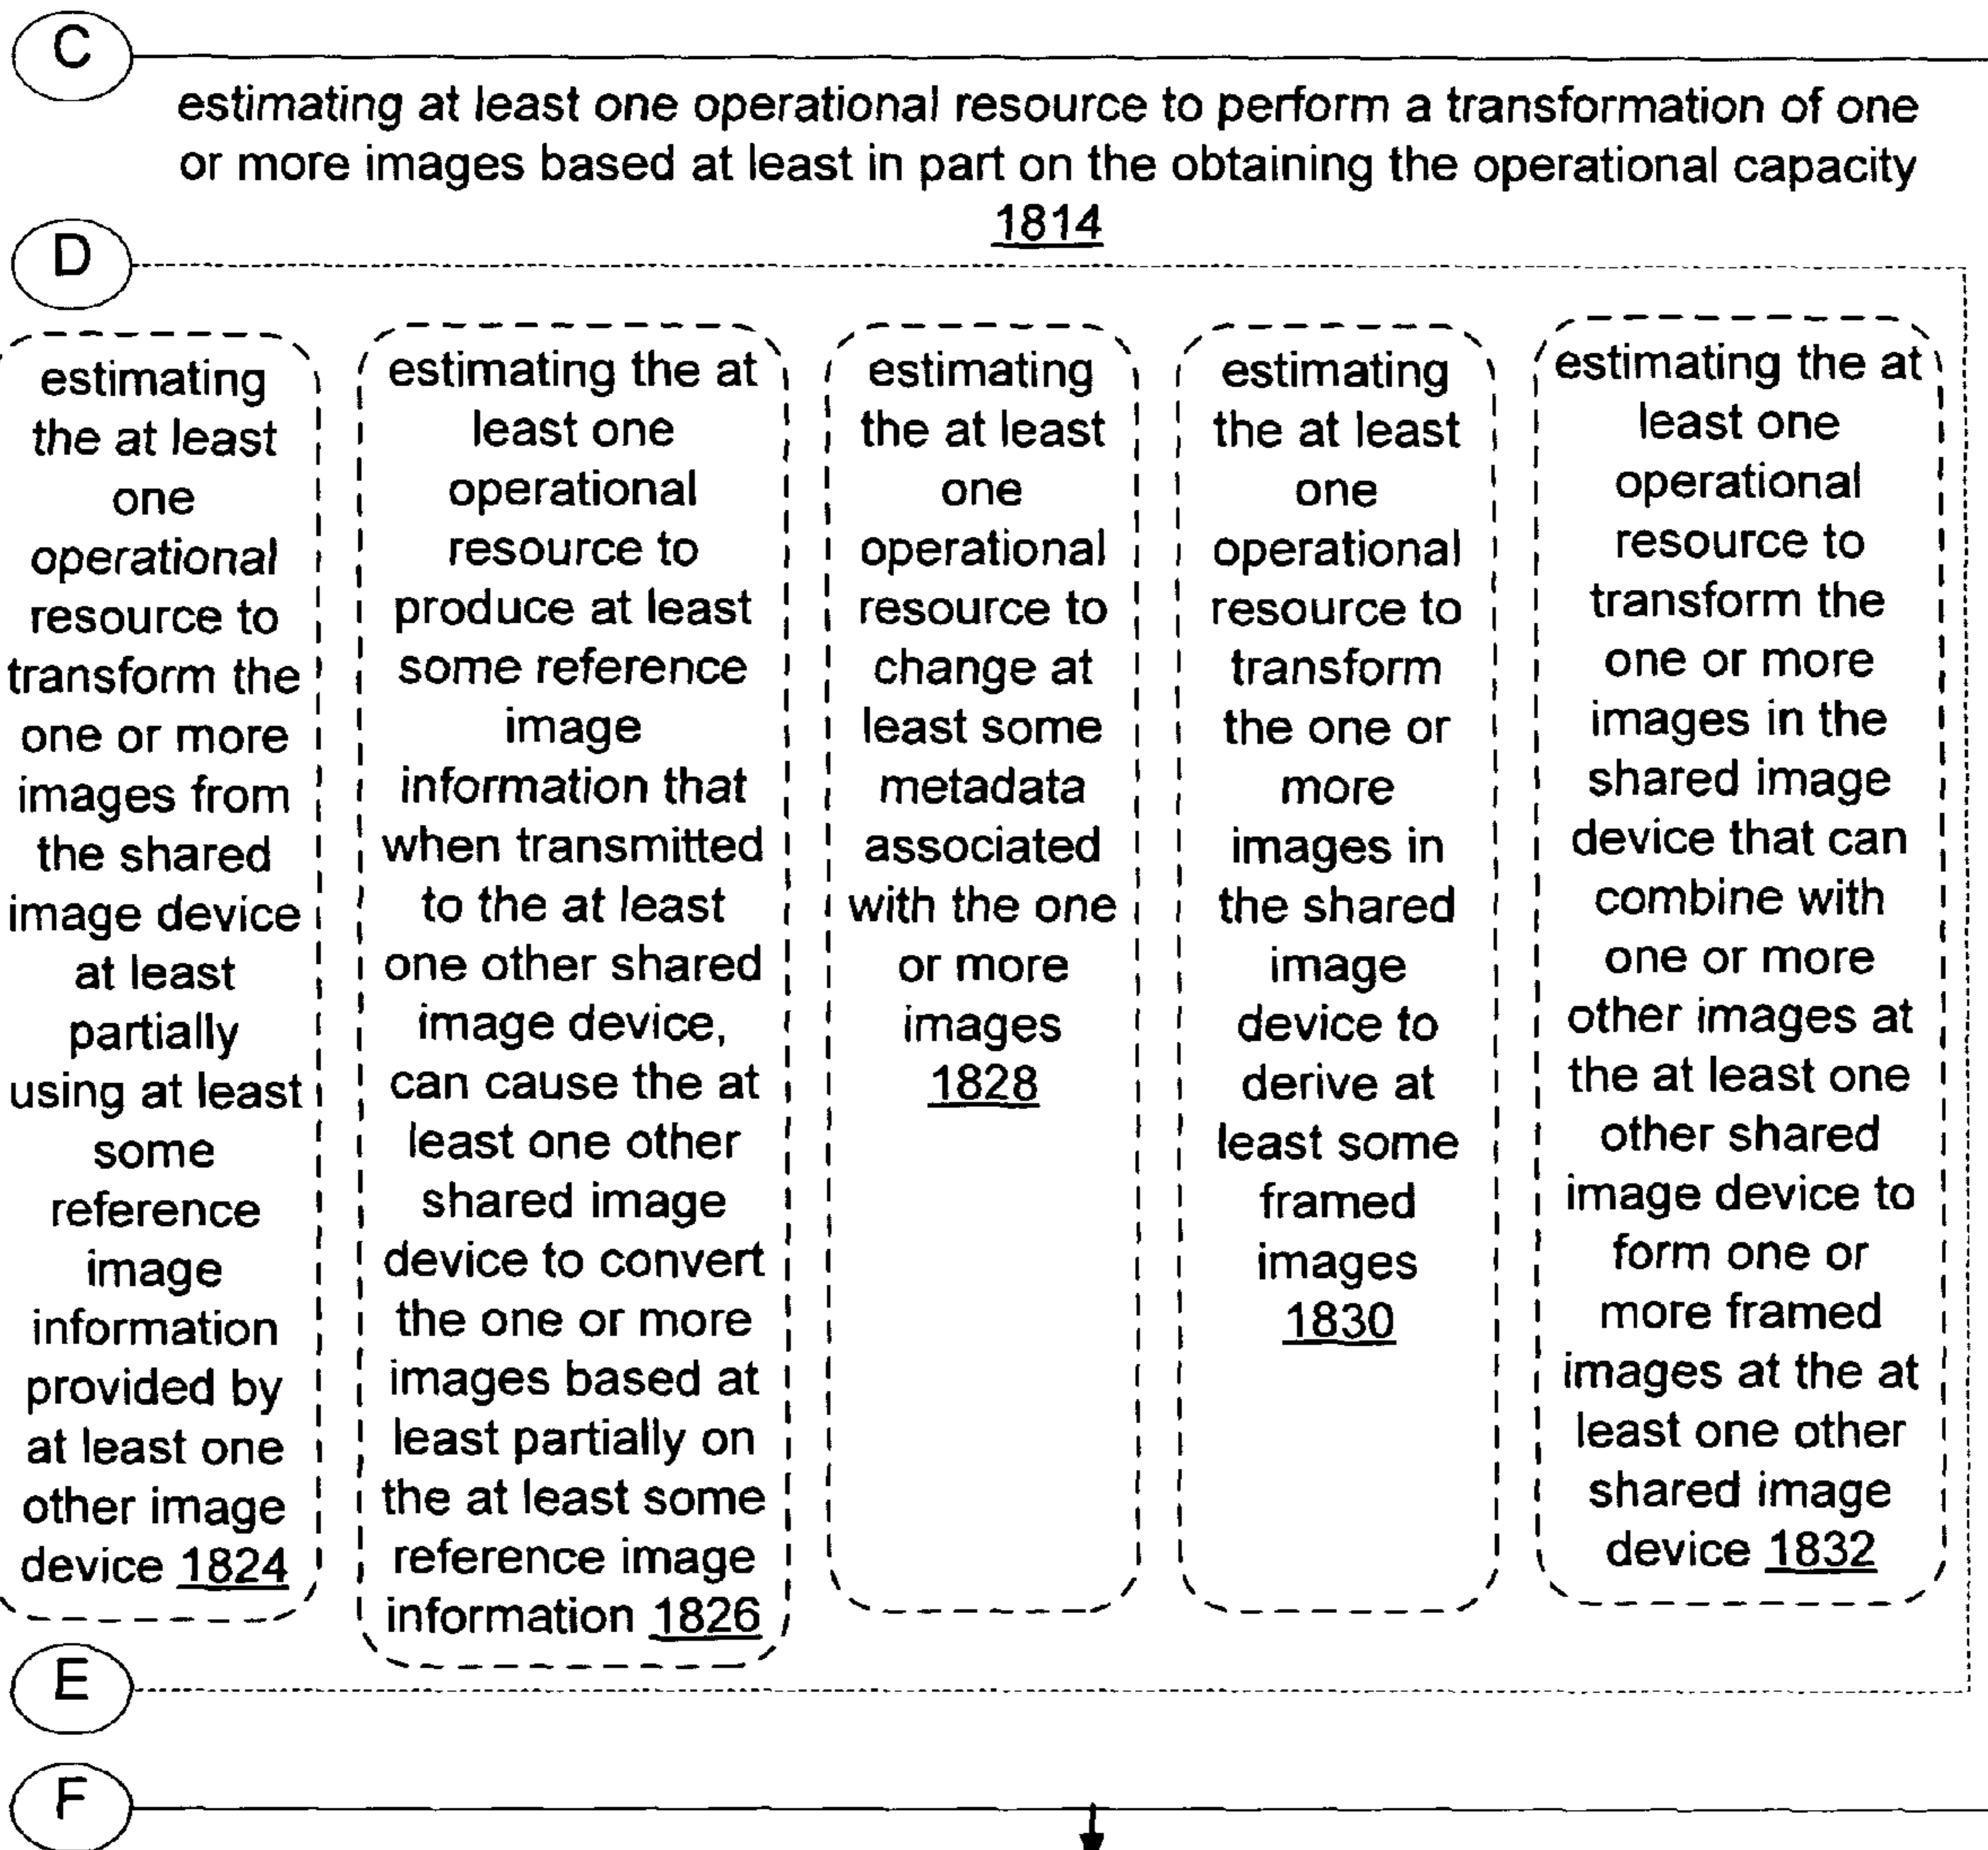 C
estimating at least one operational resource to perform a transformation of one
or more images based at least in part on the obtaining the operational capacity
1814
D
estimating
the at least
one
operational
resource to
transform the
one or more
images from
the shared
image device
at least
partially
using at least
some
reference
image
information
provided by
at least one
other image
device 1824
estimating the at
least one
operational
resource to
produce at least
some reference
image
information that
when transmitted
to the at least
one other shared
image device,
can cause the at
least one other
shared image
device to convert
the one or more
images based at
least partially on
the at least some
reference image
information 1826
estimating
the at least
one
operational
resource to
change at
least some
metadata
associated
with the one
or more
images
1828
estimating
the at least
one
operational
resource to
transform
the one or
more
images in
the shared
image
device to
derive at
least some
framed
images
1830
estimating the at
least one
operational
resource to
transform the
one or more
images in the
shared image
device that can
combine with
one or more
other images at
the at least one
other shared
image device to
form one or
more framed
images at the at
least one other
shared image
device 1832
E
F